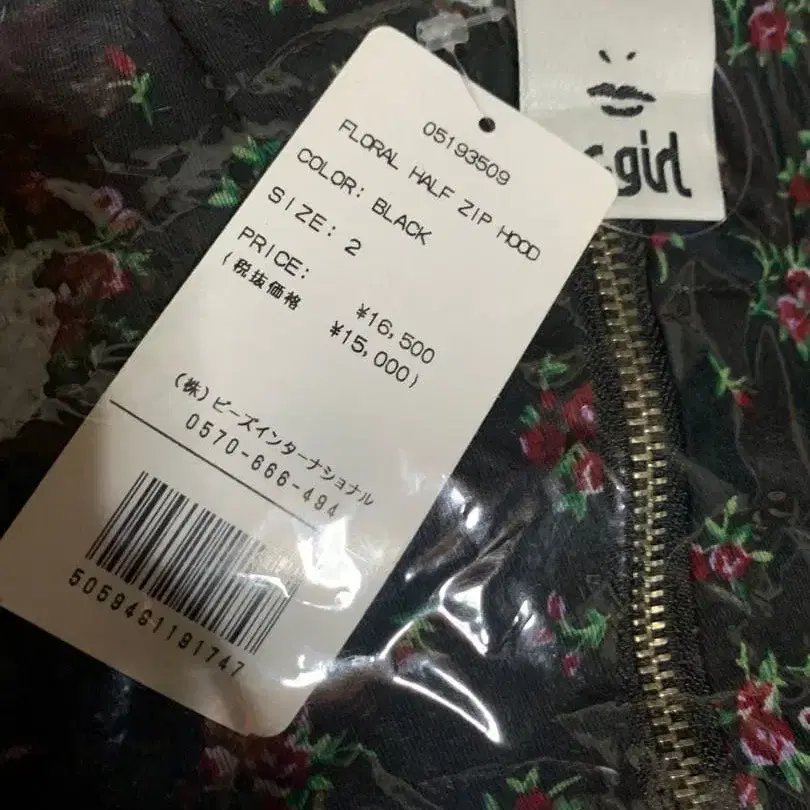 05193509
FLORAL HALF ZIP HOOD
COLOR: BLACK
SIZE: 2
PRICE: ¥16,500
(税抜価格 ¥15,000)
(株)ビーズインターナショナル
0570-666-494
5059461191747
girl